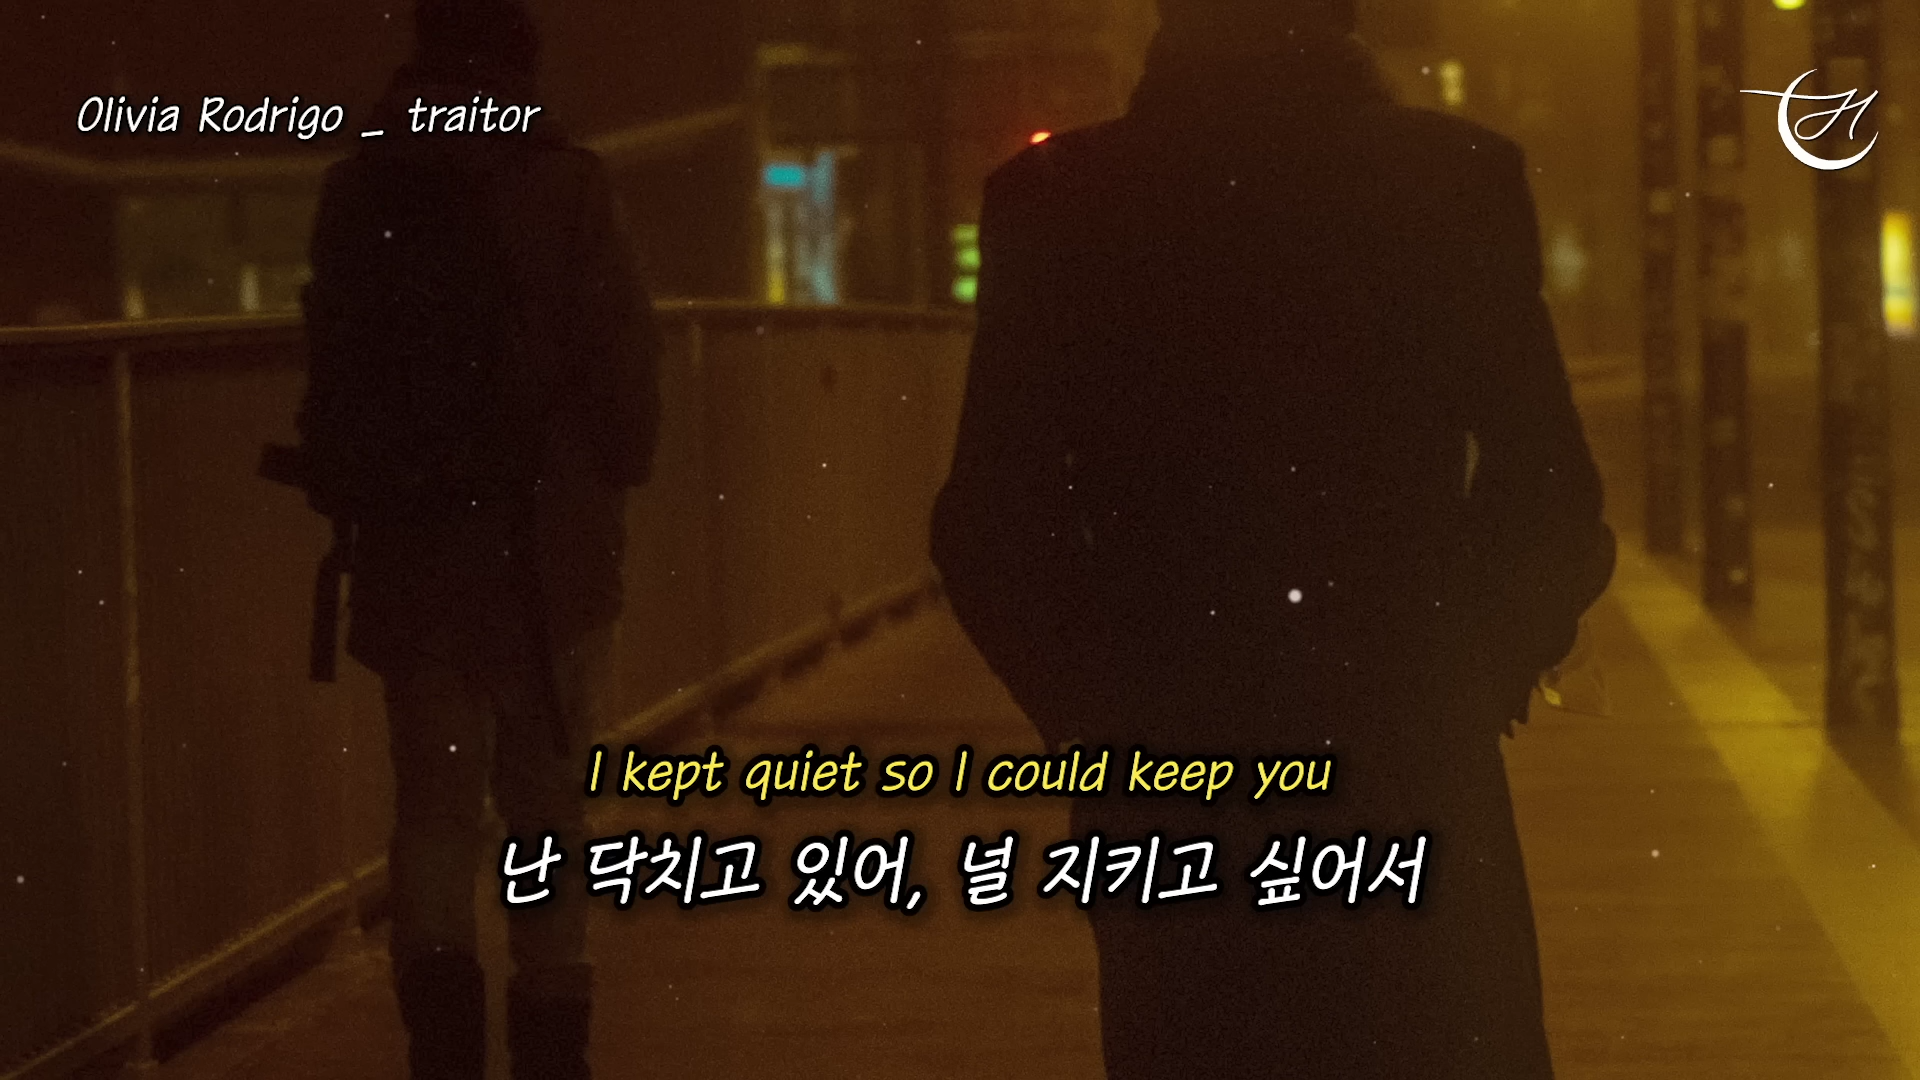 Olivia Rodrigo _ traitor
I kept quiet so I could keep you
난 닥치고 있어, 널 지키고 싶어서